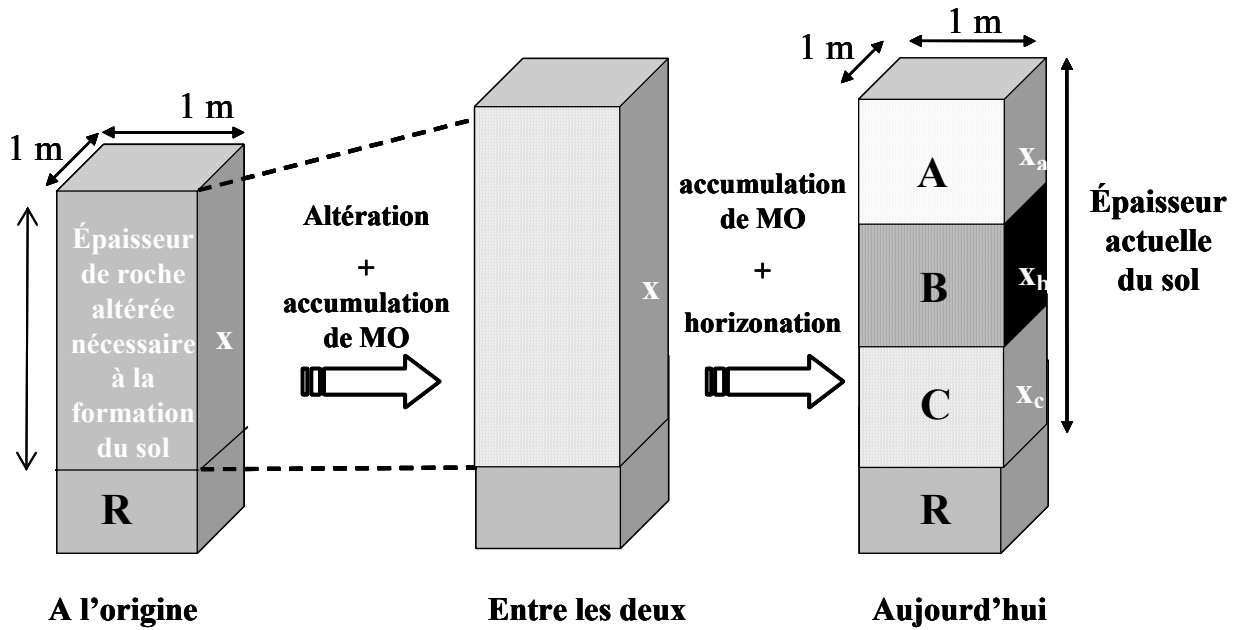 1 m
1 m
Épaisseur
de roche
altérée
nécessaire
à la
formation
du sol
x
R
A l’origine
Altération
+
accumulation
de MO
x
Entre les deux
accumulation
de MO
+
horizonation
1 m
1 m
A
xa
B
xb
C
xc
R
Épaisseur
actuelle
du sol
Aujourd’hui